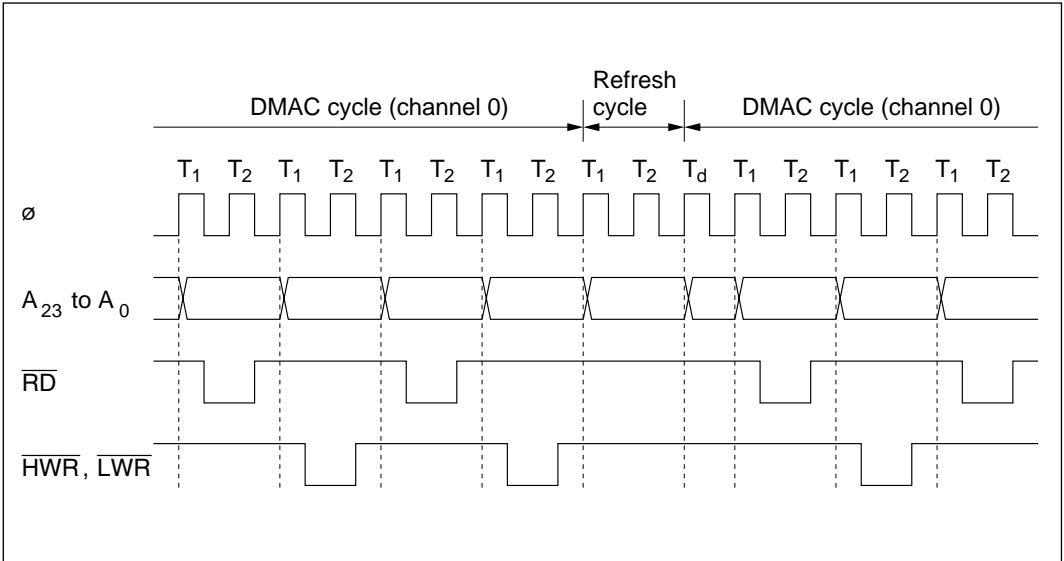 Refresh
DMAC cycle (channel 0) cycle DMAC cycle (channel 0)
T1 T2 T1 T2 T1 T2 T1 T2 T1 T2 Td T1 T2 T1 T2 T1 T2
ø
A23 to A0
RD
HWR, LWR